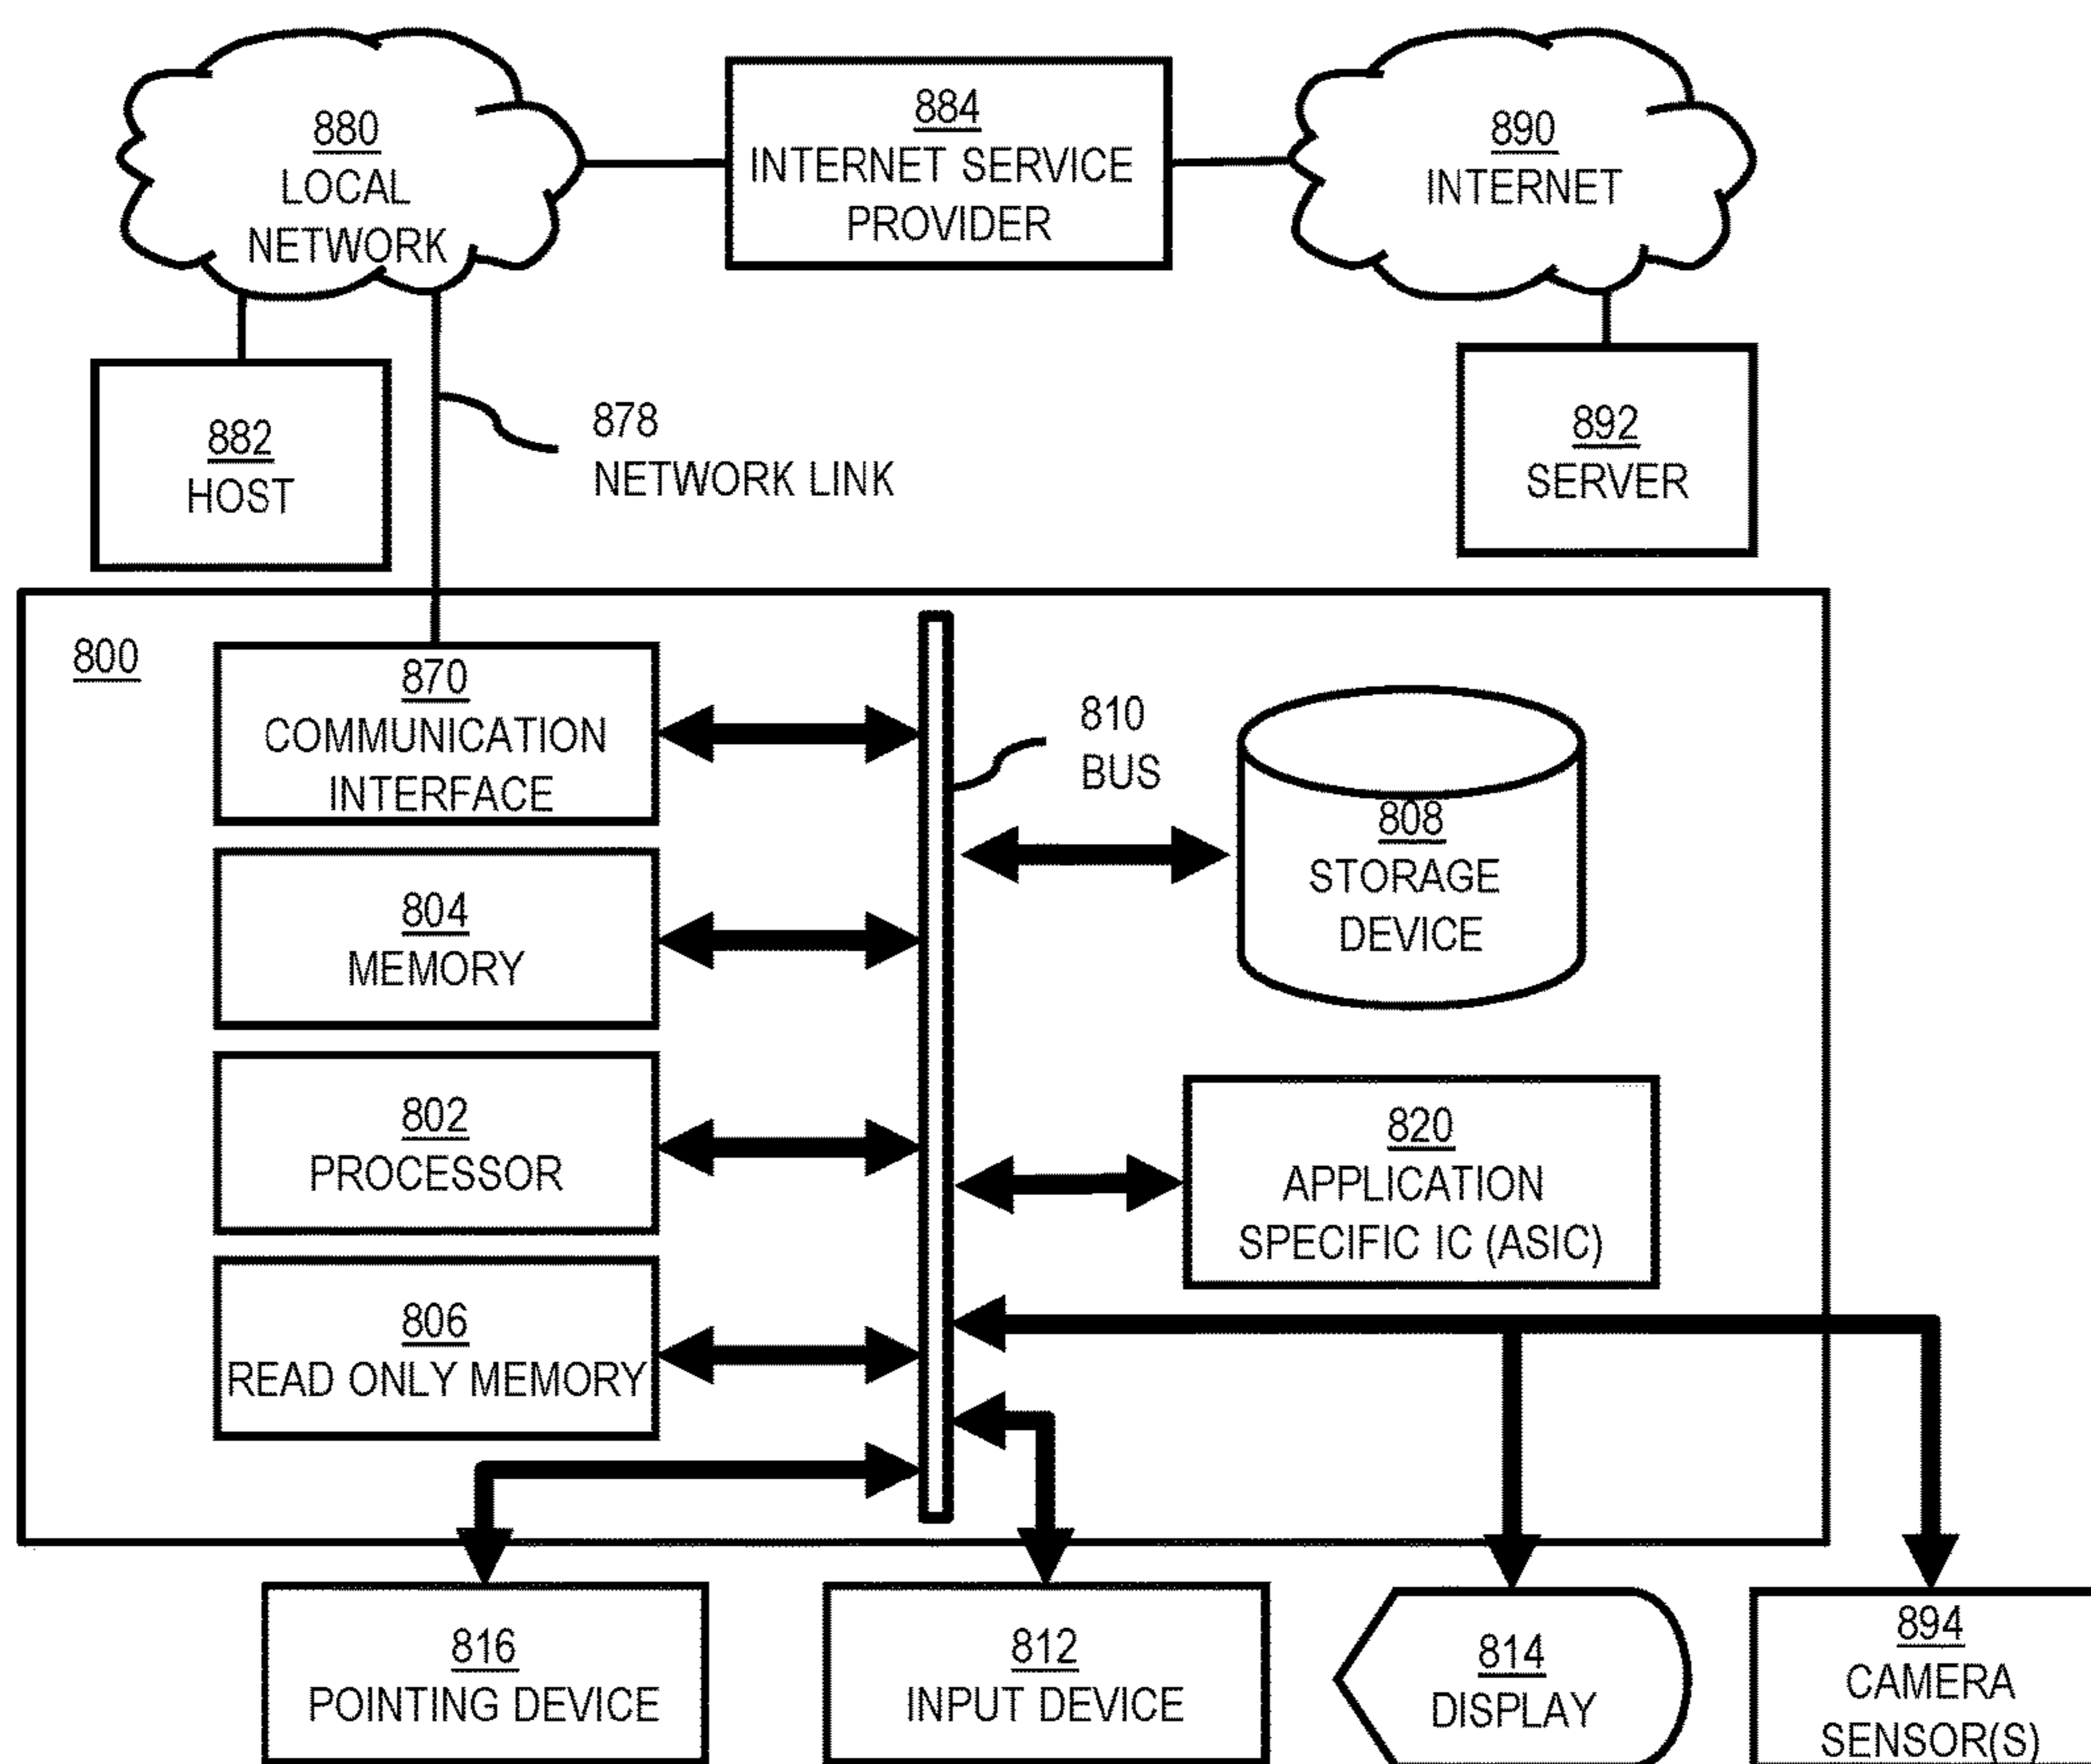 880
LOCAL
NETWORK
884
INTERNET SERVICE
PROVIDER
890
INTERNET
882
HOST
878
NETWORK LINK
892
SERVER
800
870
COMMUNICATION
INTERFACE
810
BUS
808
STORAGE
DEVICE
804
MEMORY
802
PROCESSOR
820
APPLICATION
SPECIFIC IC (ASIC)
806
READ ONLY MEMORY
816
POINTING DEVICE
812
INPUT DEVICE
814
DISPLAY
894
CAMERA
SENSOR(S)